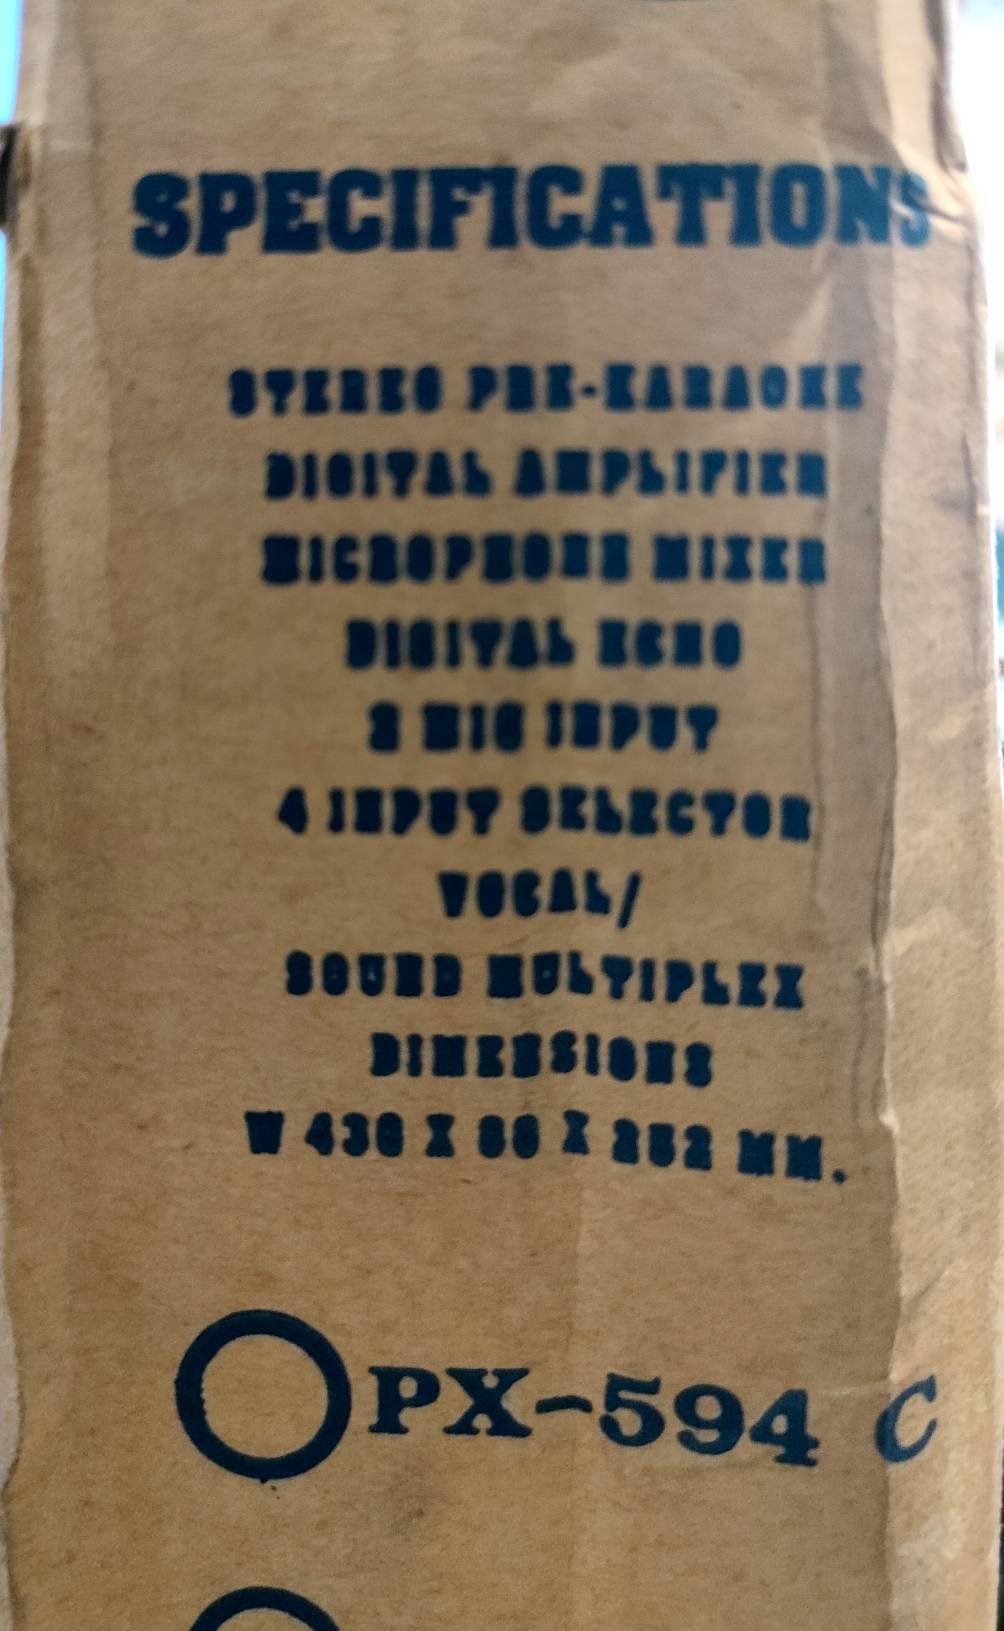 SPECIFICATIONS
STEREO PRE-KARAOKE
DIGITAL AMPLIFIER
MICROPHONE MIXER
DIGITAL ECHO
2 MIC INPUT
4 INPUT SELECTOR
VOCAL/
SOUND MULTIPLEX
DIMENSIONS
W X X 252 MM.
PX-594 C